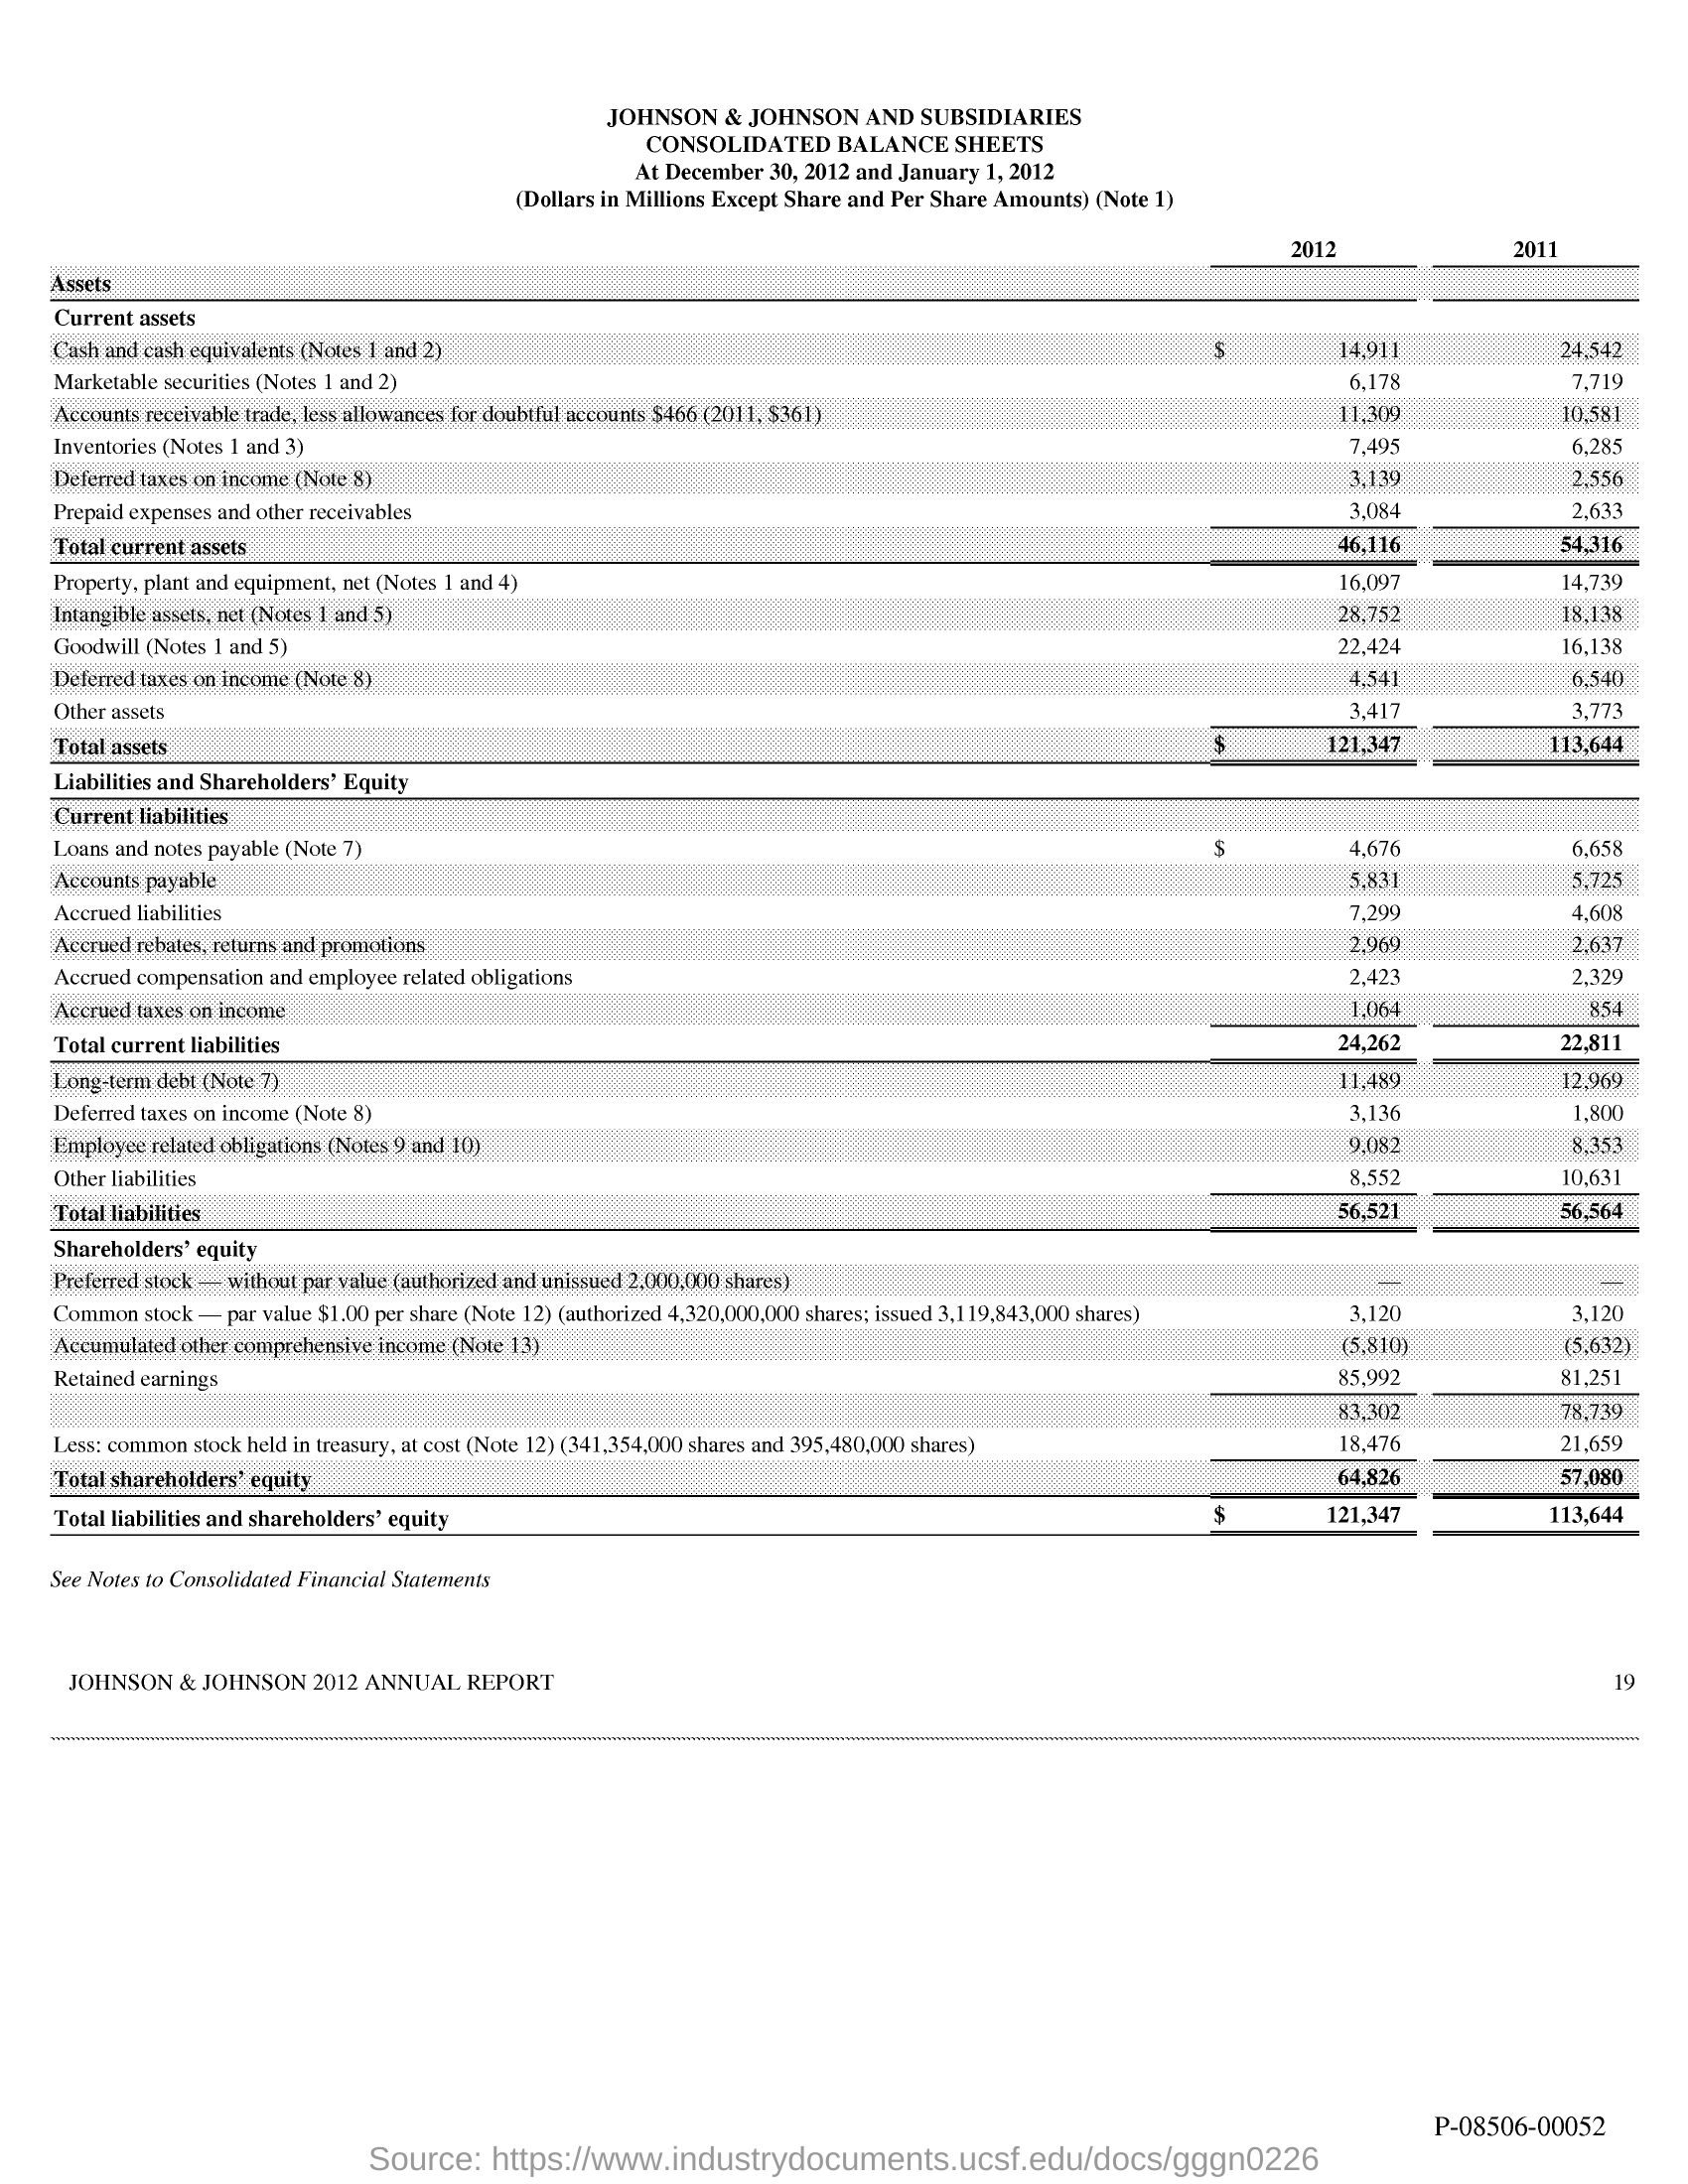 JOHNSON & JOHNSON AND SUBSIDIARIES
CONSOLIDATED BALANCE SHEETS
At December 30, 2012 and January 1, 2012
(Dollars in Millions Except Share and Per Share Amounts) (Note 1)
2012 2011
Assets
Current assets
Cash and cash equivalents (Notes 1 and 2) $ 14,911 24,542
Marketable securities (Notes 1 and 2) 6,178 7,719
Accounts receivable trade, less allowances for doubtful accounts $466 (2011, $361) 11,309 10,581
Inventories (Notes 1 and 3) 7,495 6,285
Deferred taxes on income (Note 8) 3,139 2,556
Prepaid expenses and other receivables 3,084 2,633
Total current assets 46,116 54,316
Property, plant and equipment, net (Notes 1 and 4) 16,097 14,739
Intangible assets, net (Notes 1 and 5) 28,752 18,138
Goodwill (Notes 1 and 5) 22,424 16,138
Deferred taxes on income (Note 8) 4,541 6,540
Other assets 3,417 3,773
Total assets $ 121,347 113,644
Liabilities and Shareholders’ Equity
Current liabilities
Loans and notes payable (Note 7) $ 4,676 6,658
Accounts payable 5,831 5,725
Accrued liabilities 7,299 4,608
Accrued rebates, returns and promotions 2,969 2,637
Accrued compensation and employee related obligations 2,423 2,329
Accrued taxes on income 1,064 854
Total current liabilities 24,262 22,811
Long-term debt (Note 7) 11,489 12,969
Deferred taxes on income (Note 8) 3,136 1,800
Employee related obligations (Notes 9 and 10) 9,082 8,353
Other liabilities 8,552 10,631
Total liabilities 56,521 56,564
Shareholders’ equity
Preferred stock — without par value (authorized and unissued 2,000,000 shares) — —
Common stock — par value $1.00 per share (Note 12) (authorized 4,320,000,000 shares; issued 3,119,843,000 shares) 3,120 3,120
Accumulated other comprehensive income (Note 13) (5,810) (5,632)
Retained earnings 85,992 81,251
83,302 78,739
Less: common stock held in treasury, at cost (Note 12) (341,354,000 shares and 395,480,000 shares) 18,476 21,659
Total shareholders’ equity 64,826 57,080
Total liabilities and shareholders’ equity $ 121,347 113,644
See Notes to Consolidated Financial Statements
JOHNSON & JOHNSON 2012 ANNUAL REPORT 19
P-08506-00052
Source: https://www.industrydocuments.ucsf.edu/docs/gggn0226